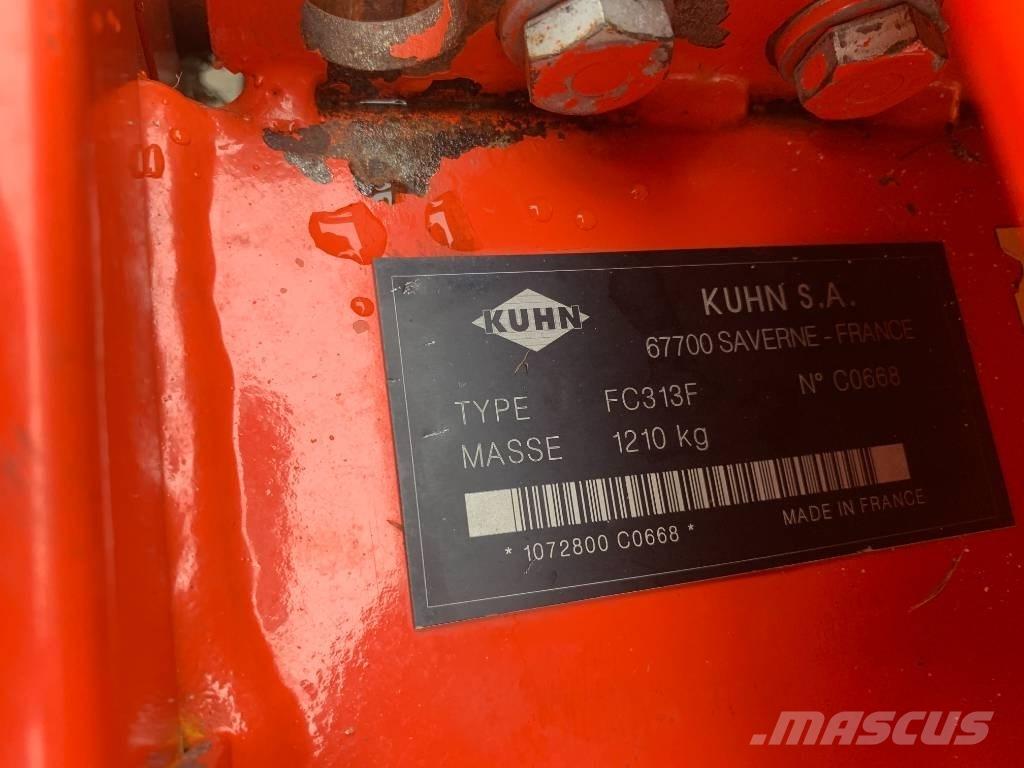 KUHN
KUHN S.A.
67700 SAVERNE - FRANCE
TYPE FC313F N° C0668
MASSE 1210 kg
* 1072800 C0668 *
MADE IN FRANCE
.MASCUS